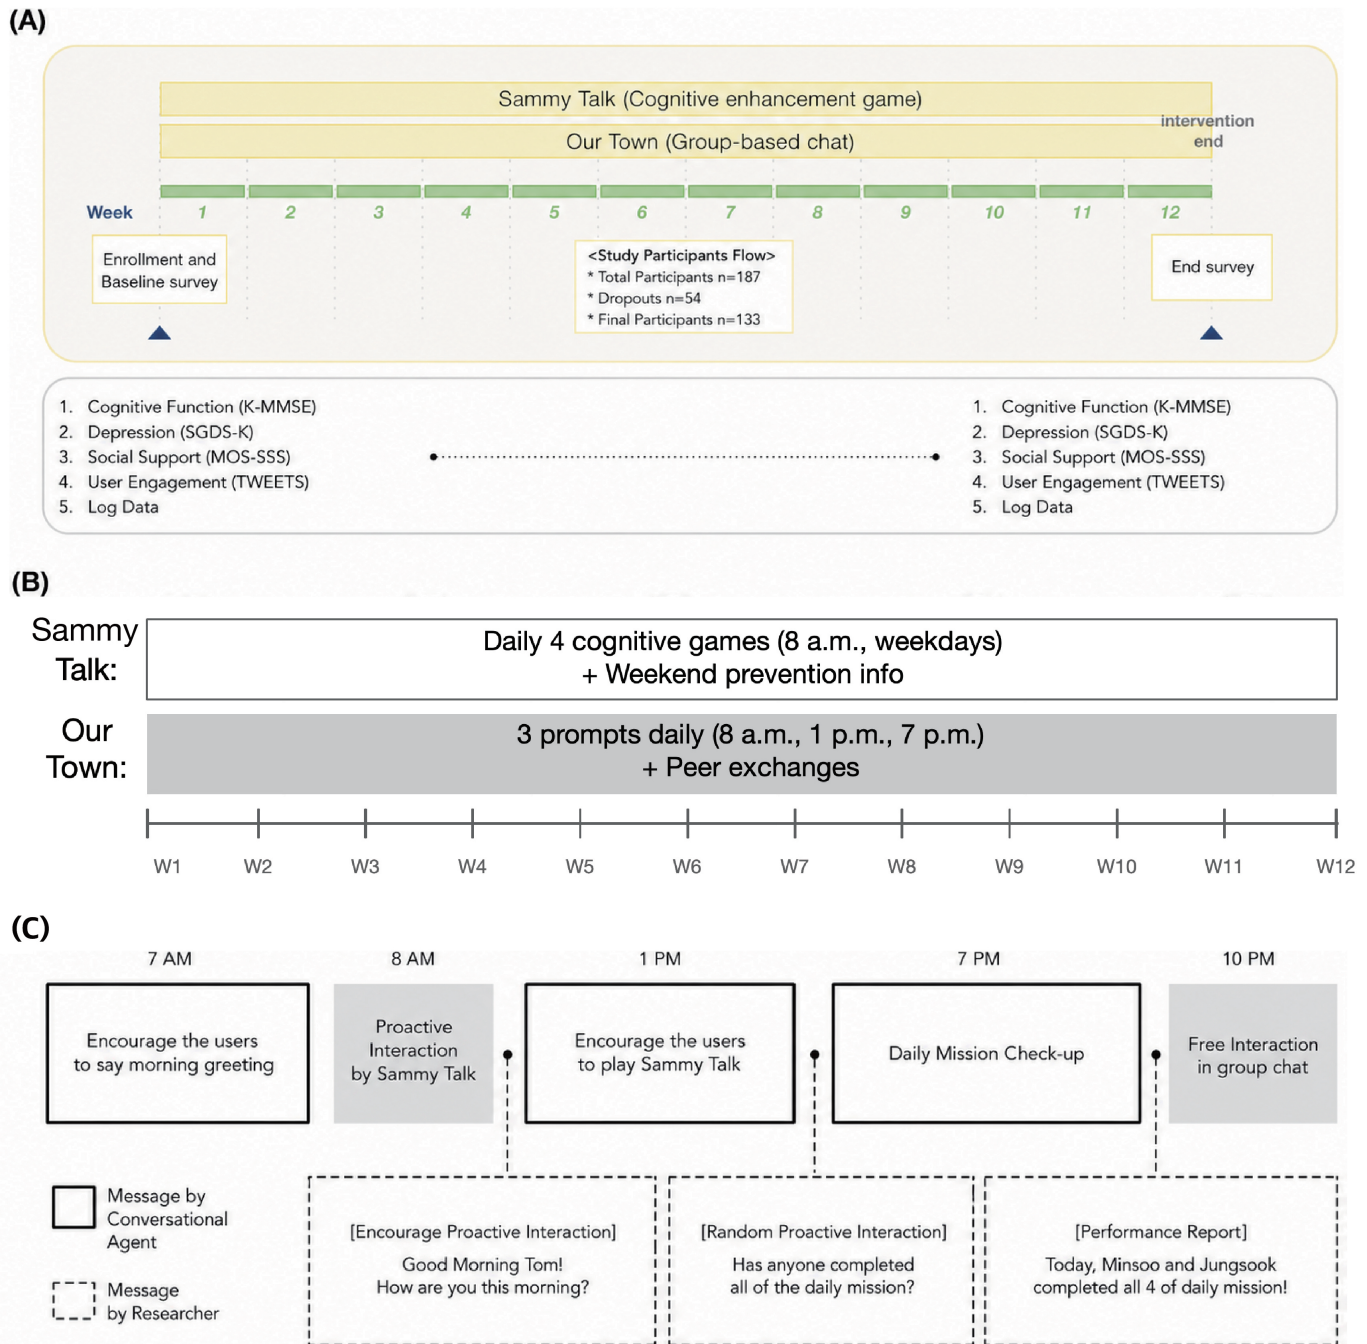 (A)
Sammy Talk (Cognitive enhancement game)
Our Town (Group-based chat)
intervention
end
Week
1
2
3
4
5
6
7
8
9
10
11
12
Enrollment and
Baseline survey
<Study Participants Flow>
* Total Participants n=187
* Dropouts n=54
* Final Participants n=133
End survey
1. Cognitive Function (K-MMSE)
2. Depression (SGDS-K)
3. Social Support (MOS-SSS)
4. User Engagement (TWEETS)
5. Log Data
1. Cognitive Function (K-MMSE)
2. Depression (SGDS-K)
3. Social Support (MOS-SSS)
4. User Engagement (TWEETS)
5. Log Data
(B)
Sammy
Talk:
Daily 4 cognitive games (8 a.m., weekdays)
+ Weekend prevention info
Our
Town:
3 prompts daily (8 a.m., 1 p.m., 7 p.m.)
+ Peer exchanges
W1
W2
W3
W4
W5
W6
W7
W8
W9
W10
W11
W12
(C)
7 AM
8 AM
1 PM
7 PM
10 PM
Encourage the users
to say morning greeting
Proactive
Interaction
by Sammy Talk
Encourage the users
to play Sammy Talk
Daily Mission Check-up
Free Interaction
in group chat
Message by
Conversational
Agent
Message
by Researcher
[Encourage Proactive Interaction]
Good Morning Tom!
How are you this morning?
[Random Proactive Interaction]
Has anyone completed
all of the daily mission?
[Performance Report]
Today, Minsoo and Jungsook
completed all 4 of daily mission!